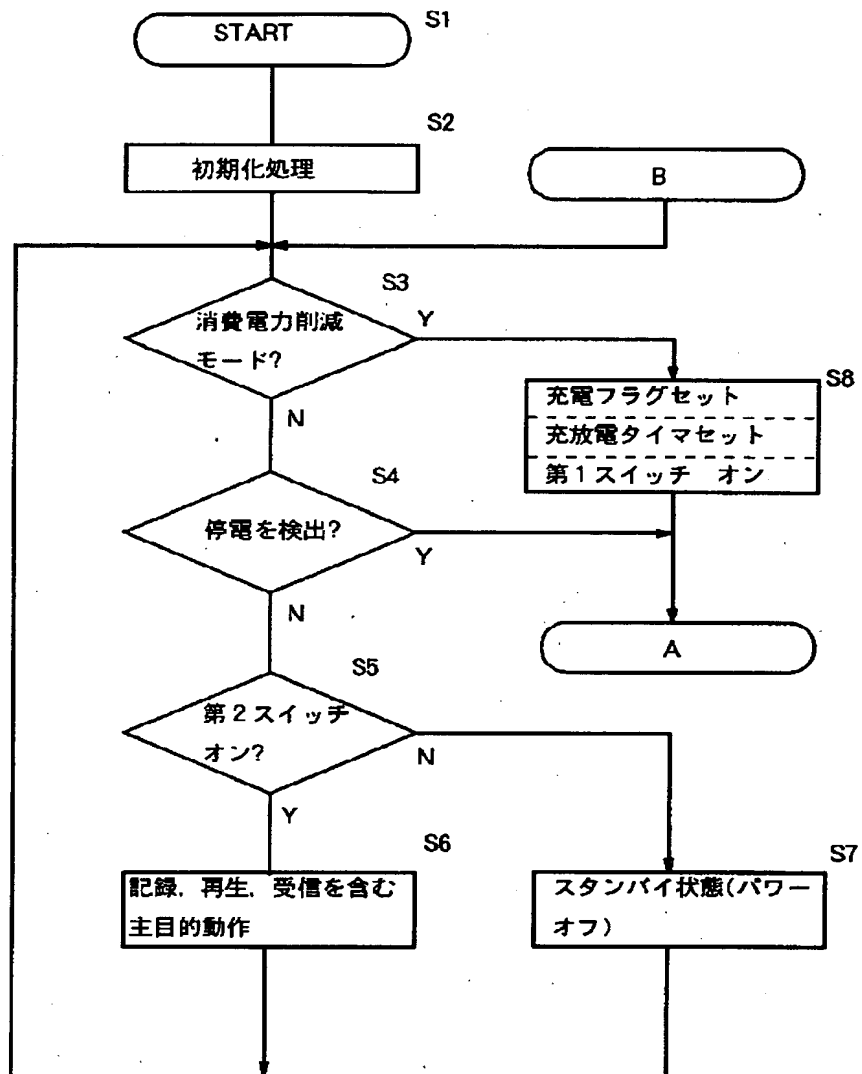 START
S1
S2
初期化処理
B
S3
消費電力削減
モード?
Y
N
S8
充電フラグセット
充放電タイマセット
第1スイッチ オン
S4
停電を検出?
Y
N
A
S5
第2スイッチ
オン?
N
Y
S6
記録, 再生, 受信を含む
主目的動作
S7
スタンバイ状態(パワー
オフ)